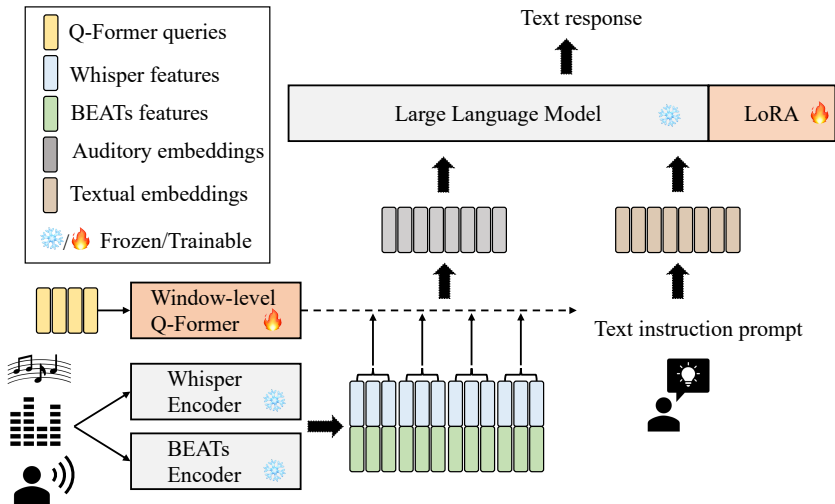 Text response
Q-Former queries
Whisper features
BEATs features
Auditory embeddings
Textual embeddings
/ Frozen/Trainable
Large Language Model
LoRA
Window-level
Q-Former
Text instruction prompt
Whisper
Encoder
BEATs
Encoder